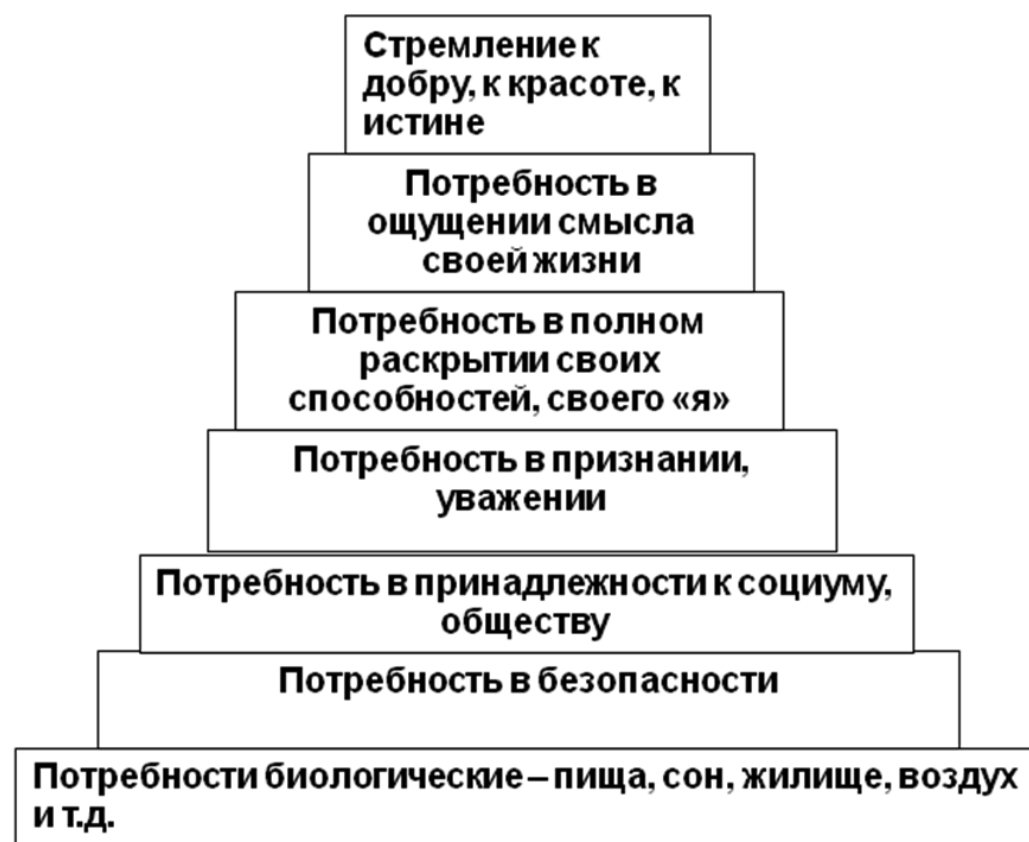 Стремление к
добру, к красоте, к
истине
Потребность в
ощущении смысла
своей жизни
Потребность в полном
раскрытии своих
способностей, своего «я»
Потребность в признании,
уважении
Потребность в принадлежности к социуму,
обществу
Потребность в безопасности
Потребности биологические – пища, сон, жилище, воздух
и т.д.